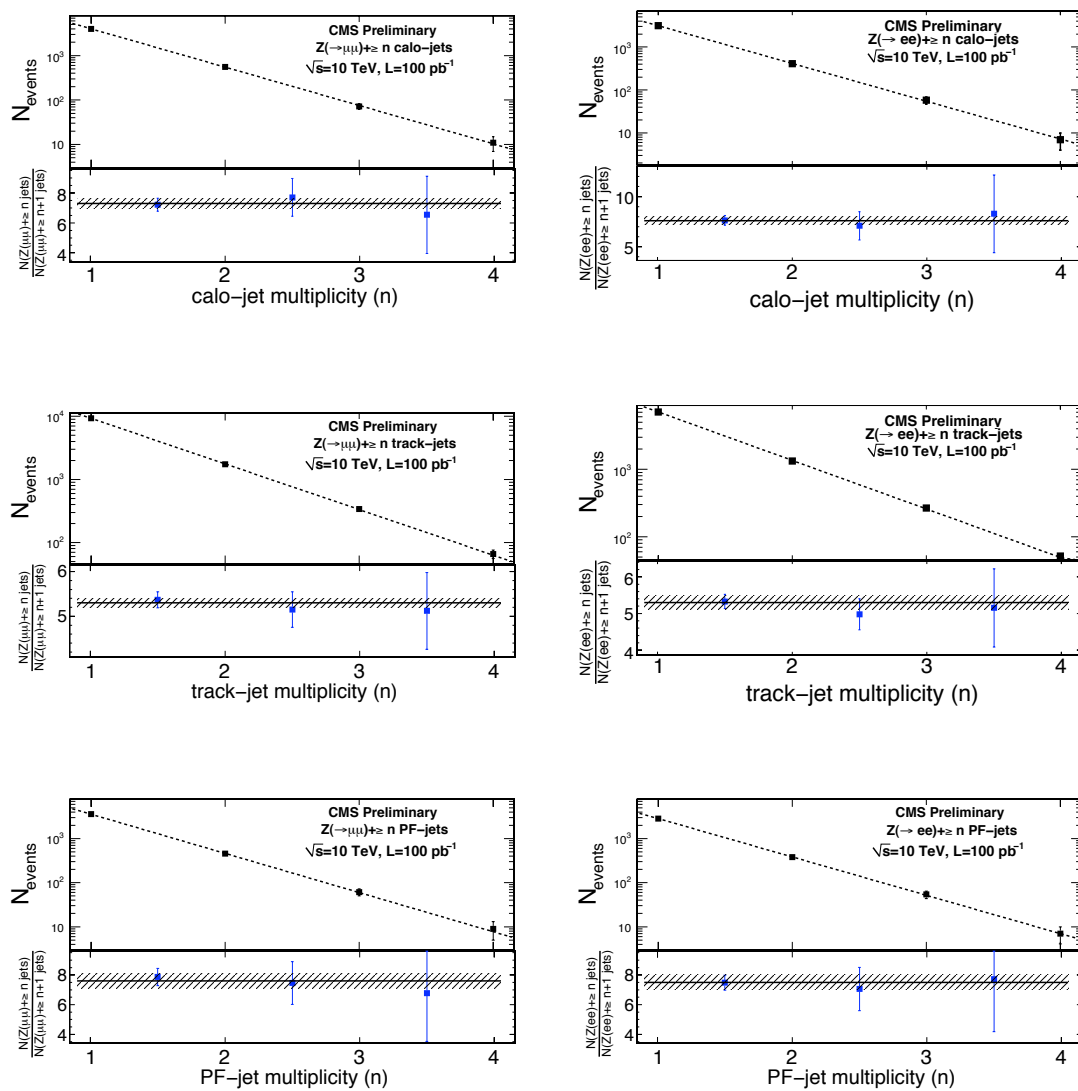 CMS Preliminary
Z(→μμ)+≥ n calo-jets
√s=10 TeV, L=100 pb⁻¹
N_events
10³
10²
10
N(Z(μμ)+≥ n jets)
N(Z(μμ)+≥ n+1 jets)
8
6
4
1 2 3 4
calo-jet multiplicity (n)
CMS Preliminary
Z(→ ee)+≥ n calo-jets
√s=10 TeV, L=100 pb⁻¹
N_events
10³
10²
10
N(Z(ee)+≥ n jets)
N(Z(ee)+≥ n+1 jets)
10
5
1 2 3 4
calo-jet multiplicity (n)
CMS Preliminary
Z(→μμ)+≥ n track-jets
√s=10 TeV, L=100 pb⁻¹
N_events
10⁴
10³
10²
N(Z(μμ)+≥ n jets)
N(Z(μμ)+≥ n+1 jets)
6
5
1 2 3 4
track-jet multiplicity (n)
CMS Preliminary
Z(→ ee)+≥ n track-jets
√s=10 TeV, L=100 pb⁻¹
N_events
10³
10²
N(Z(ee)+≥ n jets)
N(Z(ee)+≥ n+1 jets)
6
5
4
1 2 3 4
track-jet multiplicity (n)
CMS Preliminary
Z(→μμ)+≥ n PF-jets
√s=10 TeV, L=100 pb⁻¹
N_events
10³
10²
10
N(Z(μμ)+≥ n jets)
N(Z(μμ)+≥ n+1 jets)
8
6
4
1 2 3 4
PF-jet multiplicity (n)
CMS Preliminary
Z(→ ee)+≥ n PF-jets
√s=10 TeV, L=100 pb⁻¹
N_events
10³
10²
10
N(Z(ee)+≥ n jets)
N(Z(ee)+≥ n+1 jets)
8
6
4
1 2 3 4
PF-jet multiplicity (n)